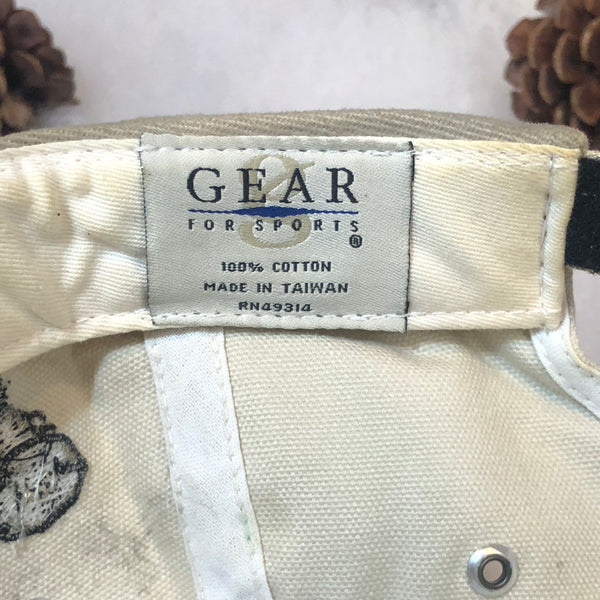 GEAR
FOR SPORTS ®
100% COTTON
MADE IN TAIWAN
RN49314